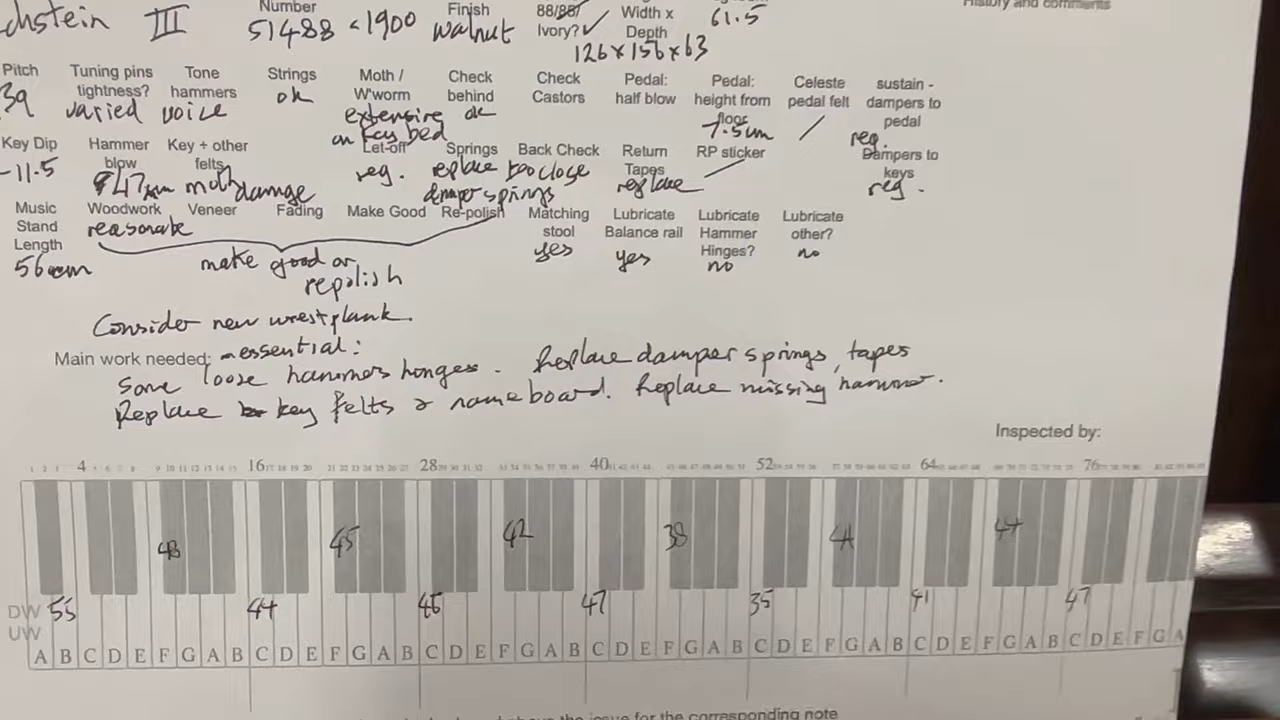 History and comments
chstein III
Number
51488 <1900
Finish
walnut
88/88/
Ivory? ✓
Width x
Depth
61.5
126 x 156 x 63
Pitch
39
Tuning pins
tightness?
varied
Tone
hammers
voice
Strings
ok
Moth /
W'worm
extensive
on key bed
Check
behind
ok
Check
Castors
Pedal:
half blow
Pedal:
height from
floor
7.5cm
Celeste
pedal felt
/
sustain -
dampers to
pedal
reg.
Key Dip
-11.5
Hammer
blow
47mm
Key + other
felts
moth damage
Let-off
reg.
Springs
replace
damper springs
Back Check
too close
Return
Tapes
replace
RP sticker
Dampers to
keys
reg.
Music
Stand
Length
56cm
Woodwork
reasonable
Veneer
Fading
Make Good
Re-polish
make good or
repolish
Matching
stool
yes
Lubricate
Balance rail
yes
Lubricate
Hammer
Hinges?
no
Lubricate
other?
no
Consider new wrestplank.
Main work needed: - essential:
Some loose hammers hinges. Replace damper springs, tapes
Replace key felts & nameboard. Replace missing hammer.
Inspected by:
4 16 28 40 52 64 76
48 45 42 38 41 44
DW 55 44 46 47 35 41 47
UW
A B C D E F G A B C D E F G A B C D E F G A B C D E F G A B C D E F G A B C D E F G A B C D E F G A
the issue for the corresponding note